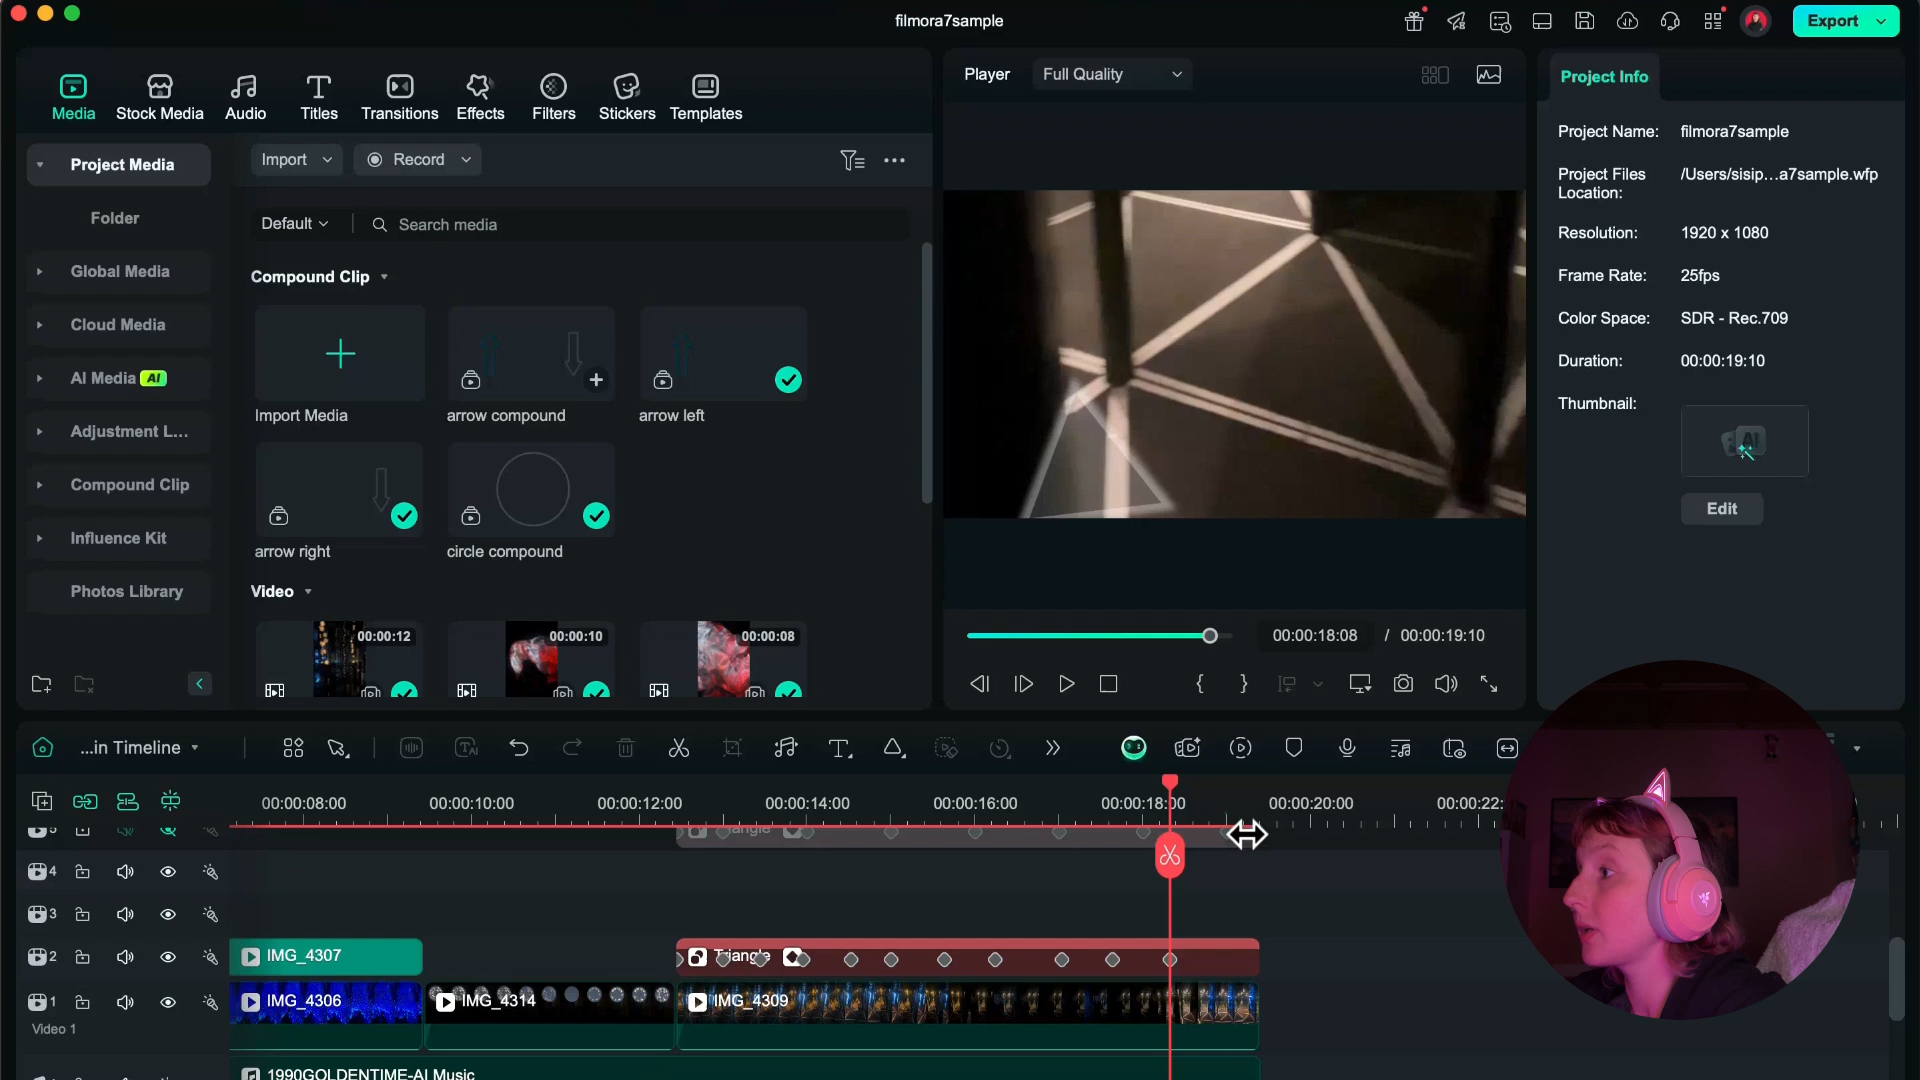 filmora7sample
Export
Media
Stock Media
Audio
Titles
Transitions
Effects
Filters
Stickers
Templates
Project Media
Folder
Global Media
Cloud Media
AI Media AI
Adjustment L...
Compound Clip
Influence Kit
Photos Library
Import
Record
Default
Search media
Compound Clip
Import Media
arrow compound
arrow left
arrow right
circle compound
Video
00:00:12
00:00:10
00:00:08
Player
Full Quality
00:00:18:08 / 00:00:19:10
Project Info
Project Name: filmora7sample
Project Files Location: /Users/sisip...a7sample.wfp
Resolution: 1920 x 1080
Frame Rate: 25fps
Color Space: SDR - Rec.709
Duration: 00:00:19:10
Thumbnail:
AI
Edit
...in Timeline
00:00:08:00
00:00:10:00
00:00:12:00
00:00:14:00
00:00:16:00
00:00:18:00
00:00:20:00
00:00:22:
5
Triangle
4
3
2
IMG_4307
Triangle
1
IMG_4306
IMG_4314
IMG_4309
Video 1
1990GOLDENTIME-AI Music